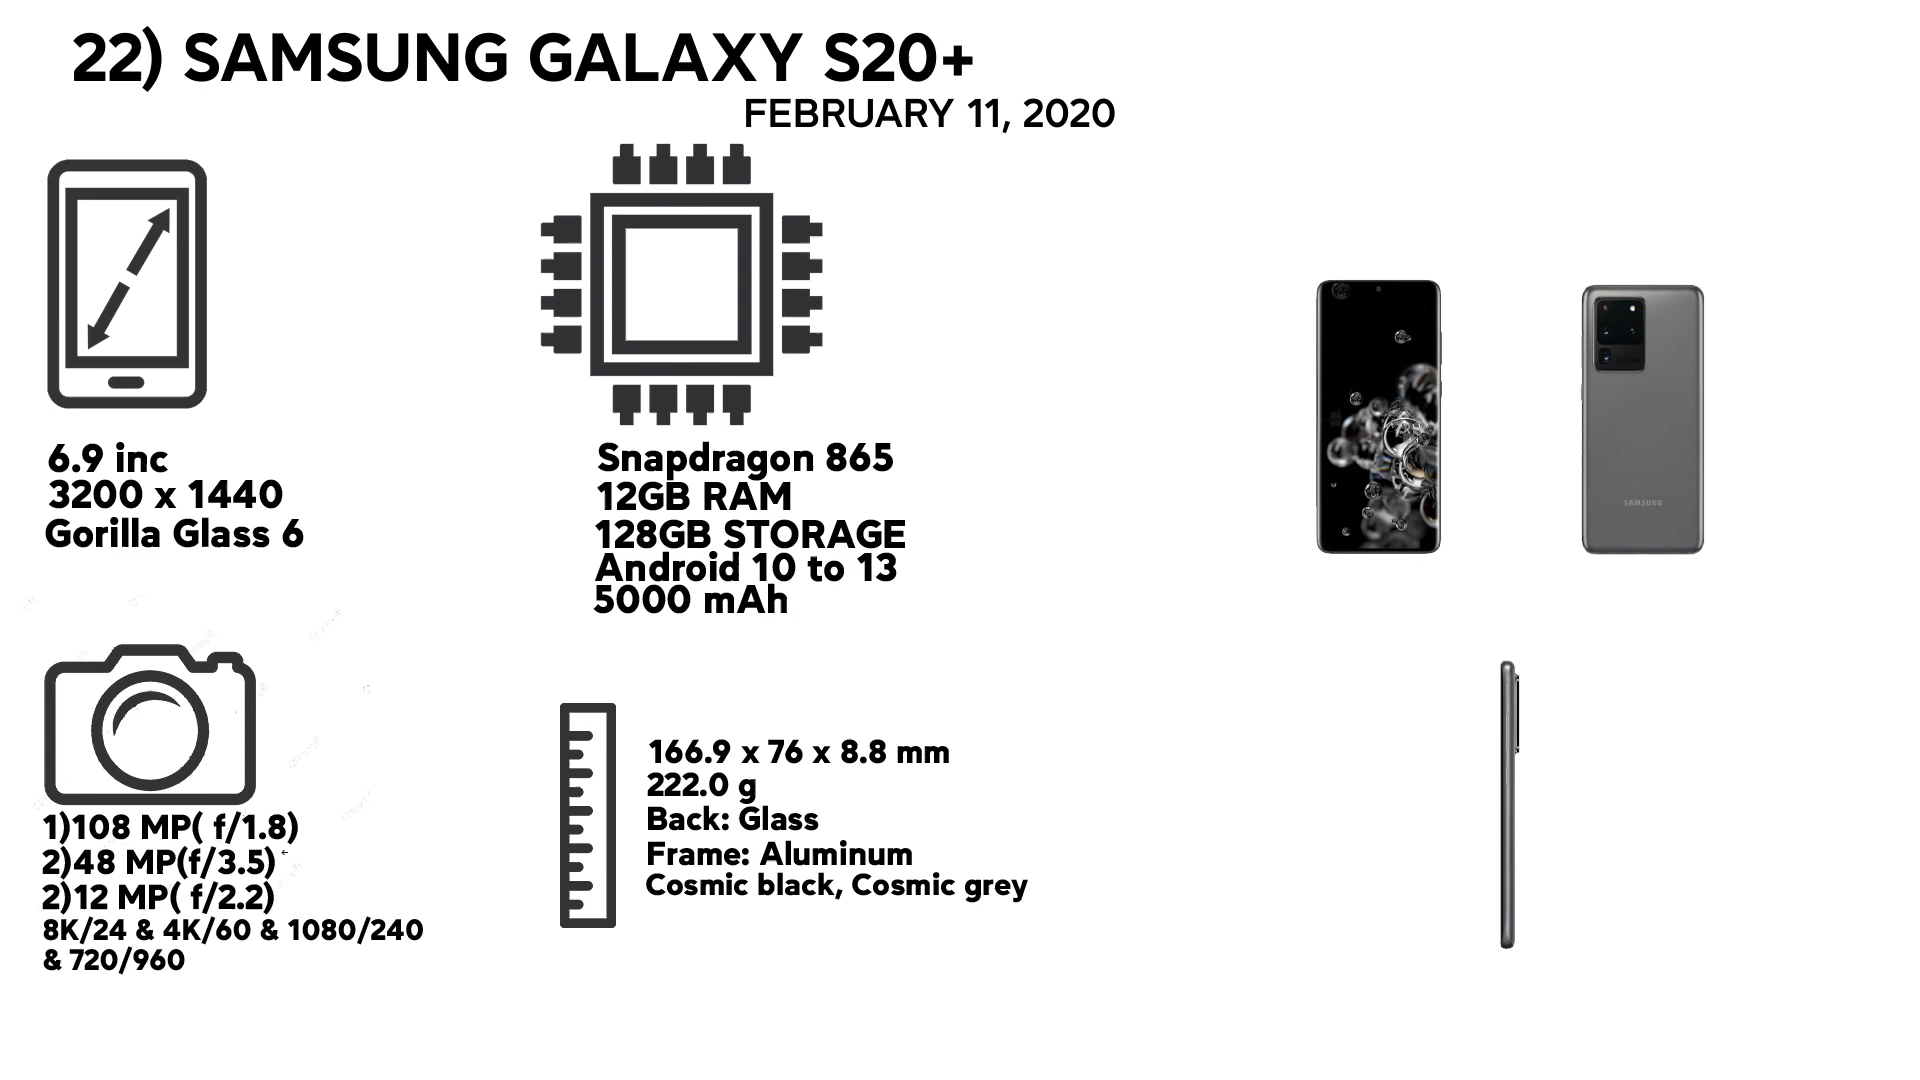 22) SAMSUNG GALAXY S20+
FEBRUARY 11, 2020
6.9 inc
3200 x 1440
Gorilla Glass 6
Snapdragon 865
12GB RAM
128GB STORAGE
Android 10 to 13
5000 mAh
1)108 MP( f/1.8)
2)48 MP(f/3.5)
2)12 MP( f/2.2)
8K/24 & 4K/60 & 1080/240
& 720/960
166.9 x 76 x 8.8 mm
222.0 g
Back: Glass
Frame: Aluminum
Cosmic black, Cosmic grey
SAMSUNG